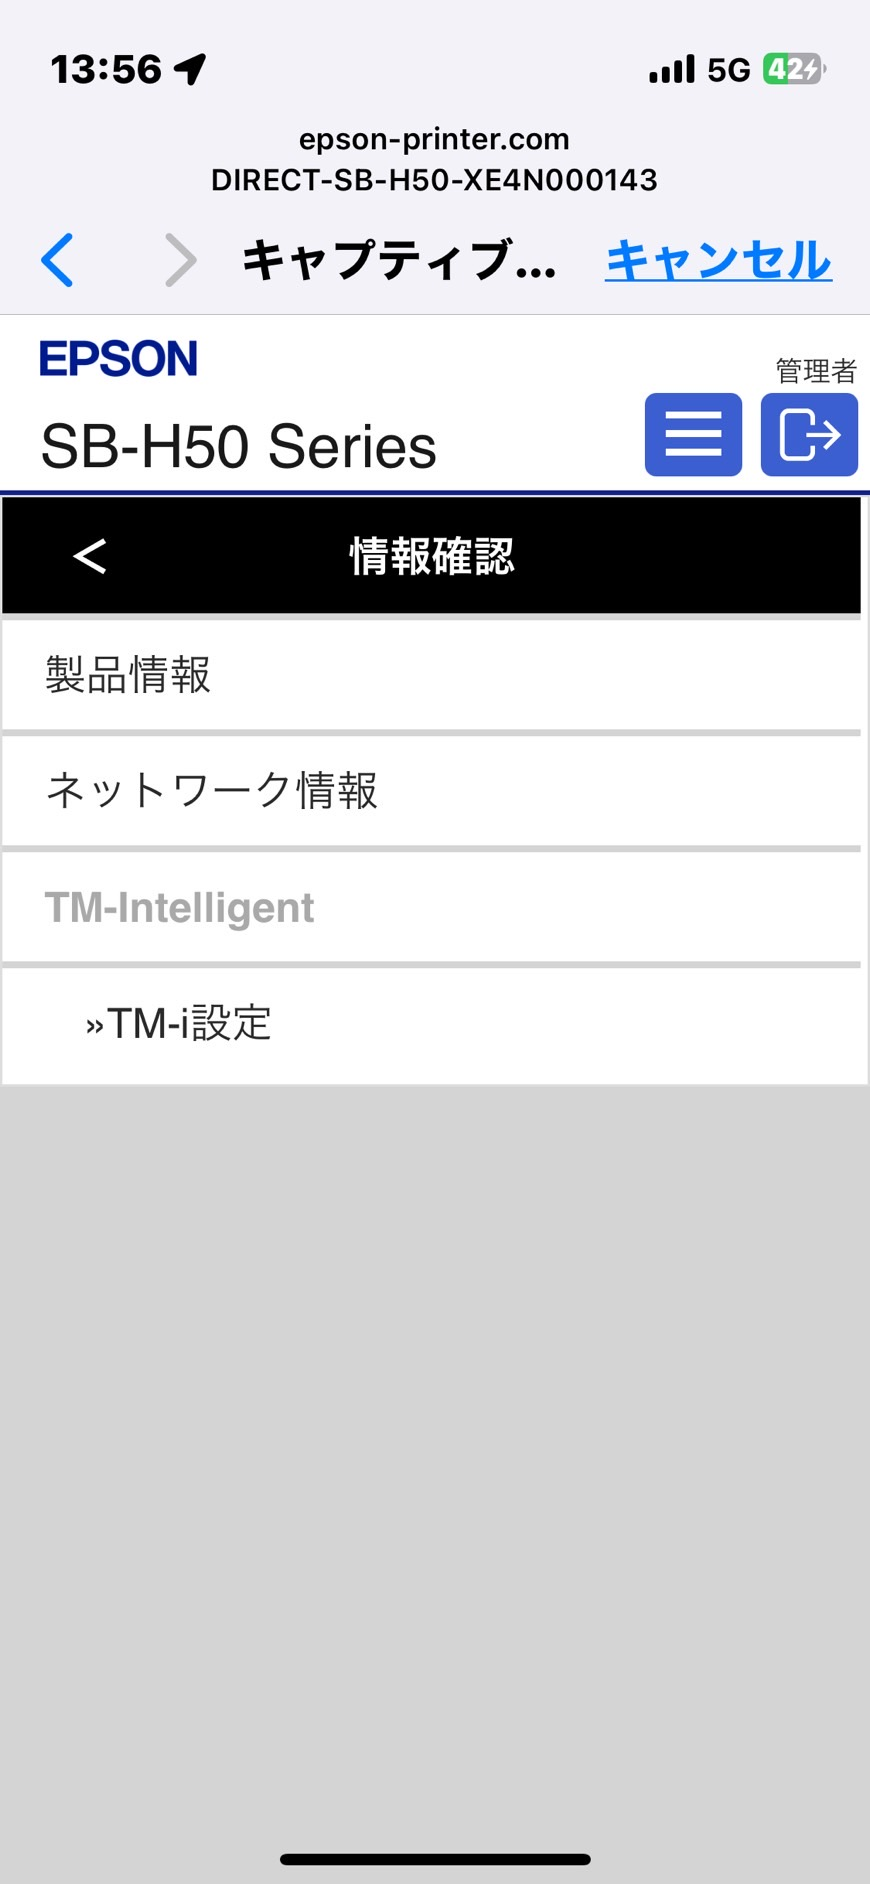 13:56
5G
42
epson-printer.com
DIRECT-SB-H50-XE4N000143
キャプティブ...
キャンセル
EPSON
管理者
SB-H50 Series
情報確認
製品情報
ネットワーク情報
TM-Intelligent
»TM-i設定